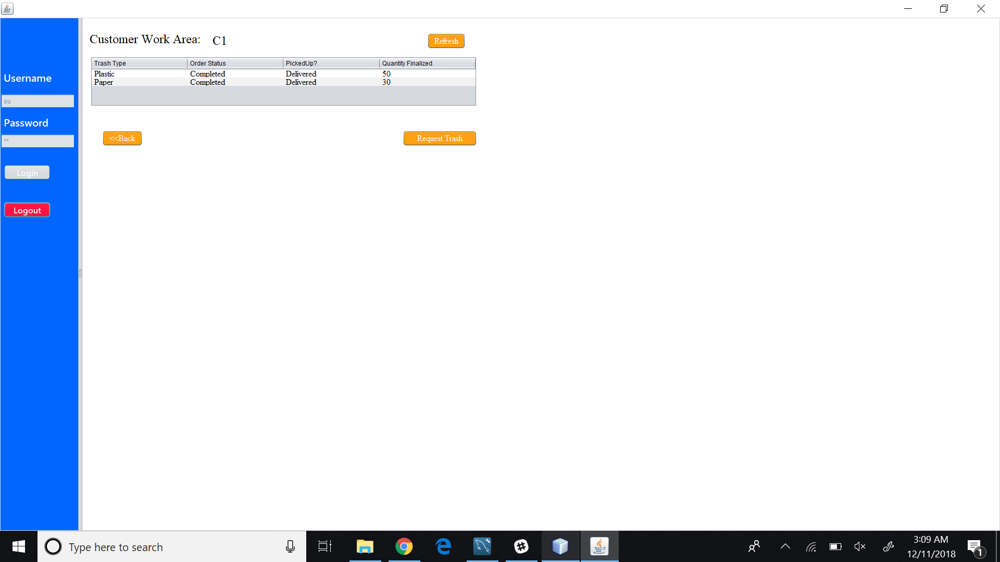 Customer Work Area: C1
Refresh
Trash Type Order Status PickedUp? Quantity Finalized
Plastic Completed Delivered 50
Paper Completed Delivered 30
<<Back
Request Trash
Username
su
Password
**
Login
Logout
Type here to search
3:09 AM
12/11/2018
1